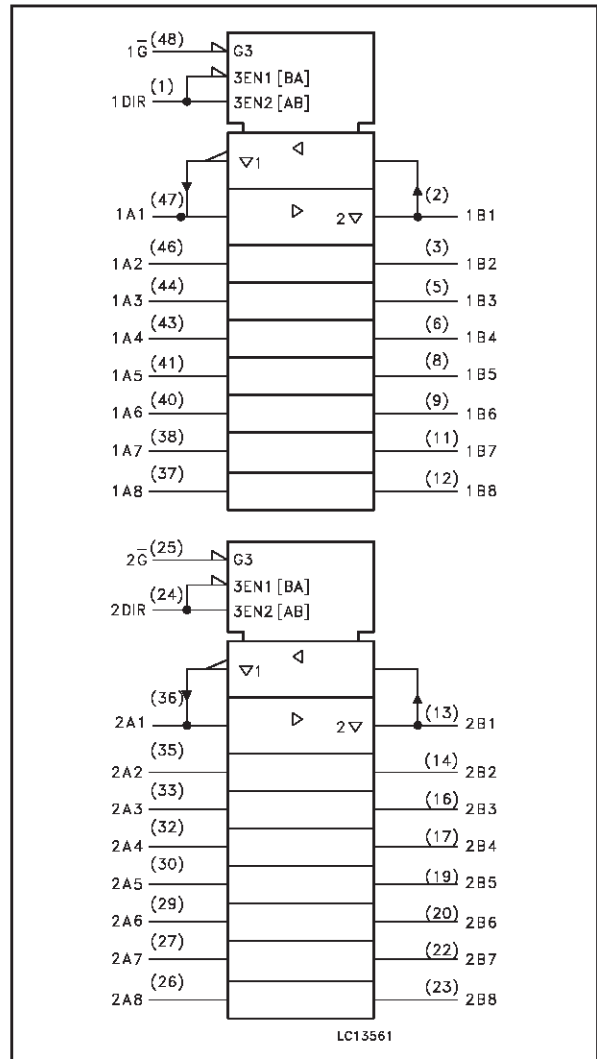 1G̅ (48) G3
3EN1 [BA]
1DIR (1) 3EN2 [AB]
▽1 ◁
1A1 (47) ▷ 2▽ (2) 1B1
1A2 (46) (3) 1B2
1A3 (44) (5) 1B3
1A4 (43) (6) 1B4
1A5 (41) (8) 1B5
1A6 (40) (9) 1B6
1A7 (38) (11) 1B7
1A8 (37) (12) 1B8
2G̅ (25) G3
3EN1 [BA]
2DIR (24) 3EN2 [AB]
▽1 ◁
2A1 (36) ▷ 2▽ (13) 2B1
2A2 (35) (14) 2B2
2A3 (33) (16) 2B3
2A4 (32) (17) 2B4
2A5 (30) (19) 2B5
2A6 (29) (20) 2B6
2A7 (27) (22) 2B7
2A8 (26) (23) 2B8
LC13561